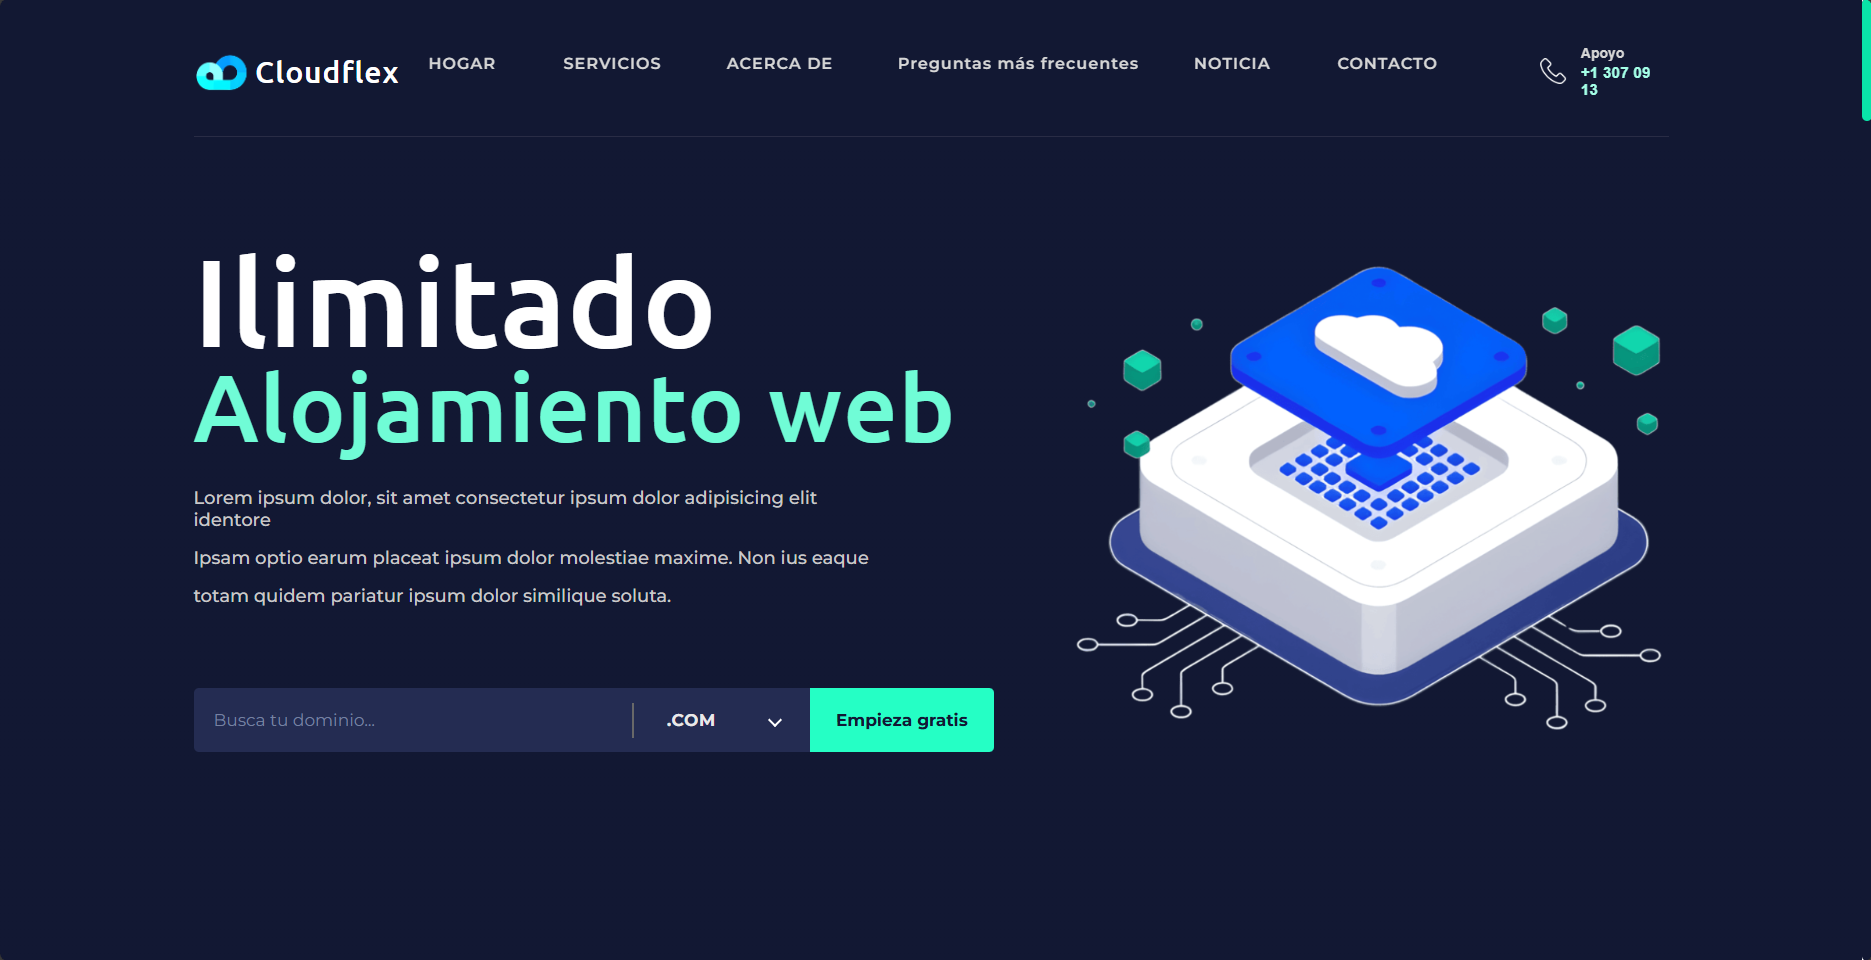 Cloudflex
HOGAR
SERVICIOS
ACERCA DE
Preguntas más frecuentes
NOTICIA
CONTACTO
Apoyo
+1 307 09
13
Ilimitado
Alojamiento web
Lorem ipsum dolor, sit amet consectetur ipsum dolor adipisicing elit
identore
Ipsam optio earum placeat ipsum dolor molestiae maxime. Non ius eaque
totam quidem pariatur ipsum dolor similique soluta.
Busca tu dominio...
.COM
Empieza gratis